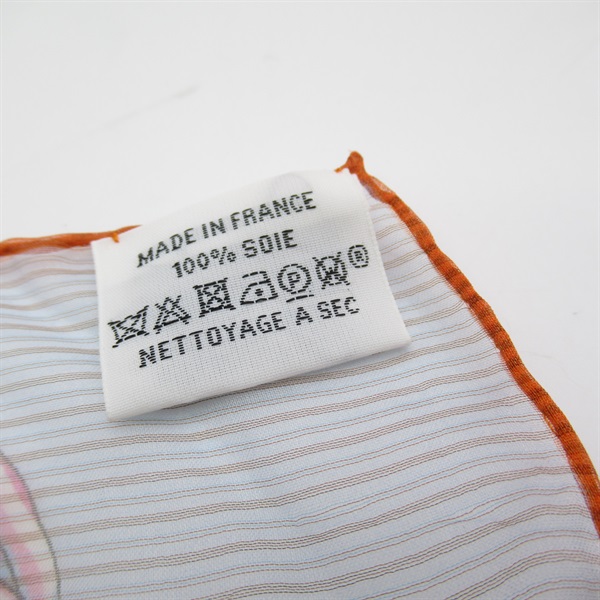 MADE IN FRANCE
100% SOIE
P W ®
NETTOYAGE A SEC